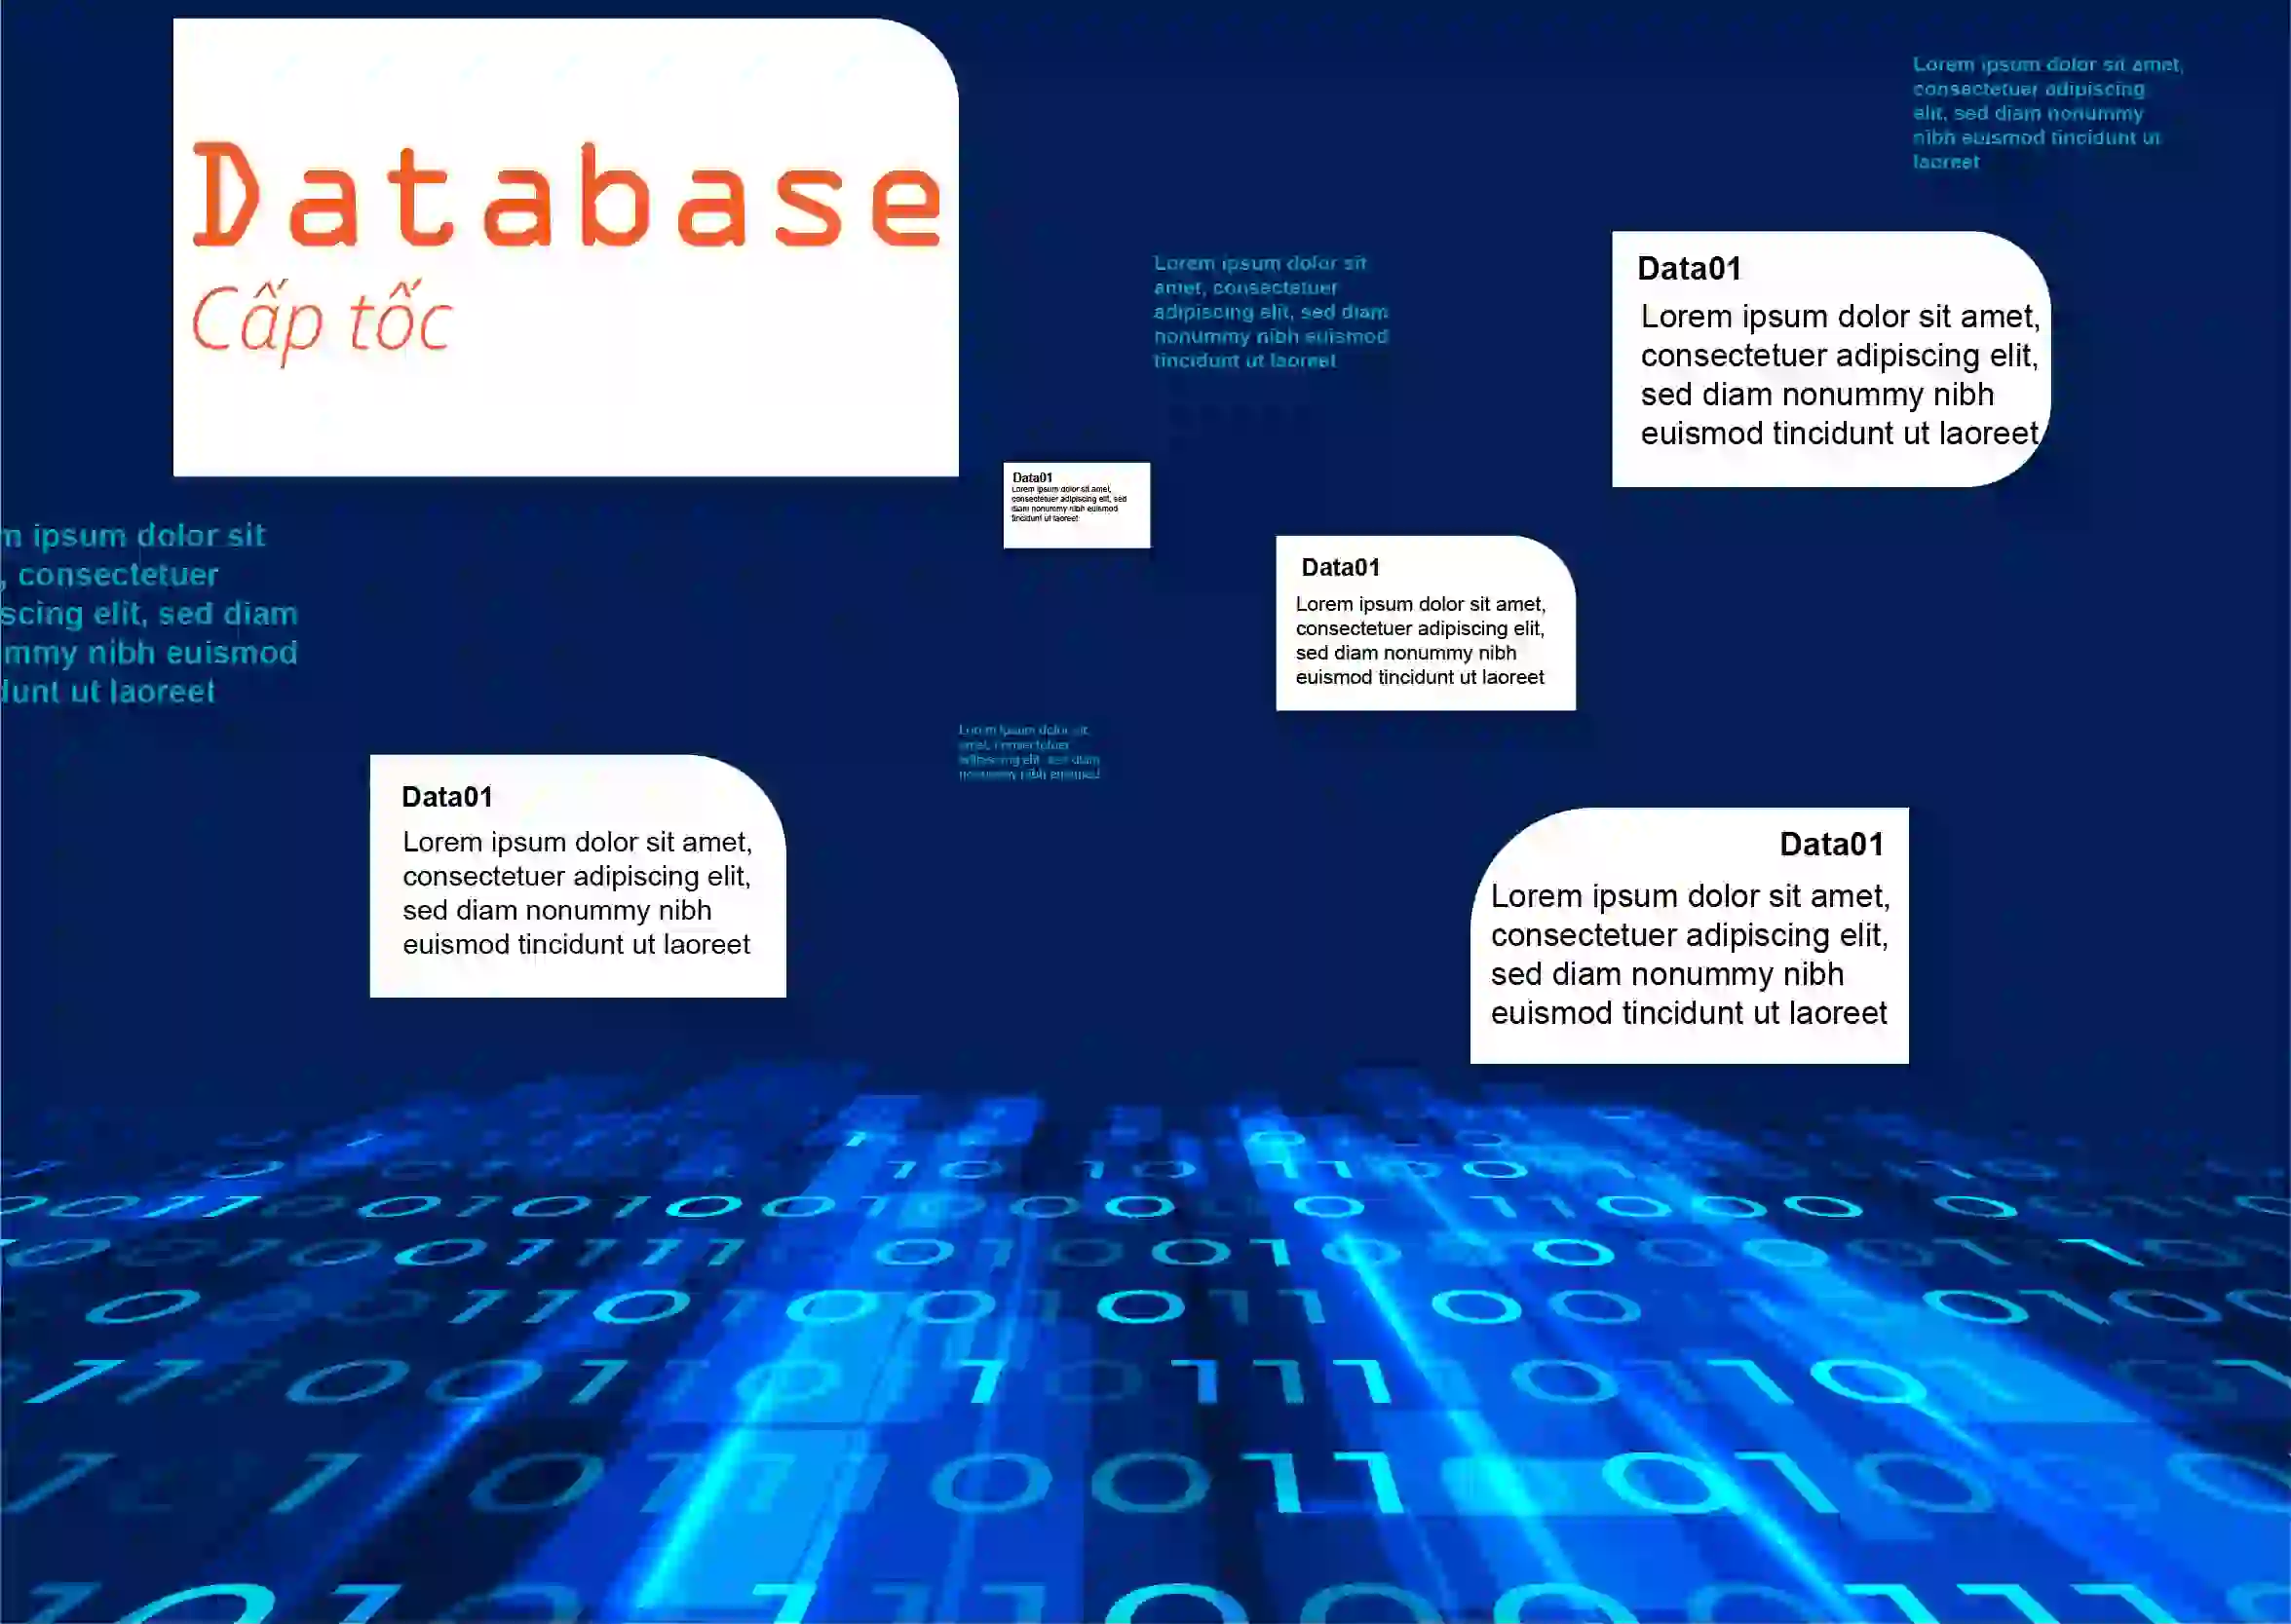 Database
Cấp tốc
Lorem ipsum dolor sit amet,
consectetuer adipiscing
elit, sed diam nonummy
nibh euismod tincidunt ut
laoreet
Lorem ipsum dolor sit
amet, consectetuer
adipiscing elit, sed diam
nonummy nibh euismod
tincidunt ut laoreet
Data01
Lorem ipsum dolor sit amet,
consectetuer adipiscing elit,
sed diam nonummy nibh
euismod tincidunt ut laoreet
Data01
Lorem ipsum dolor sit amet,
consectetuer adipiscing elit, sed
diam nonummy nibh euismod
tincidunt ut laoreet
m ipsum dolor sit
, consectetuer
scing elit, sed diam
mmy nibh euismod
dunt ut laoreet
Data01
Lorem ipsum dolor sit amet,
consectetuer adipiscing elit,
sed diam nonummy nibh
euismod tincidunt ut laoreet
Lorem ipsum dolor sit
amet, consectetuer
adipiscing elit, sed diam
nonummy nibh euismod
Data01
Lorem ipsum dolor sit amet,
consectetuer adipiscing elit,
sed diam nonummy nibh
euismod tincidunt ut laoreet
Data01
Lorem ipsum dolor sit amet,
consectetuer adipiscing elit,
sed diam nonummy nibh
euismod tincidunt ut laoreet